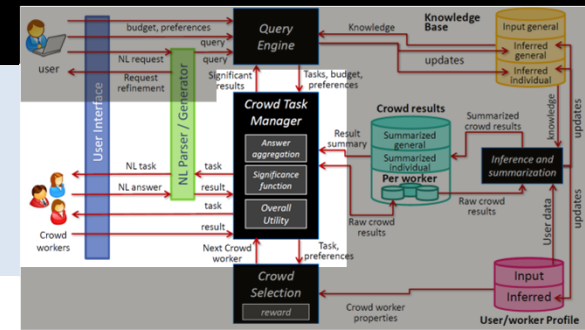 budget, preferences
Query
Engine
Knowledge
Knowledge
Base
Input general
Inferred
general
Inferred
individual
query
NL request
query
updates
user
Request
refinement
Significant
results
Tasks, budget,
preferences
User Interface
NL Parser / Generator
Crowd Task
Manager
Answer
aggregation
Significance
function
Overall
Utility
Crowd results
Summarized
general
Summarized
individual
Per worker
Result
summary
Summarized
crowd results
knowledge
updates
Inference and
summarization
NL task
task
NL answer
result
task
result
Crowd
workers
Raw crowd
results
Raw crowd
results
User data
updates
Next Crowd
worker
Task,
preferences
Crowd
Selection
reward
Crowd worker
properties
Input
Inferred
User/worker Profile